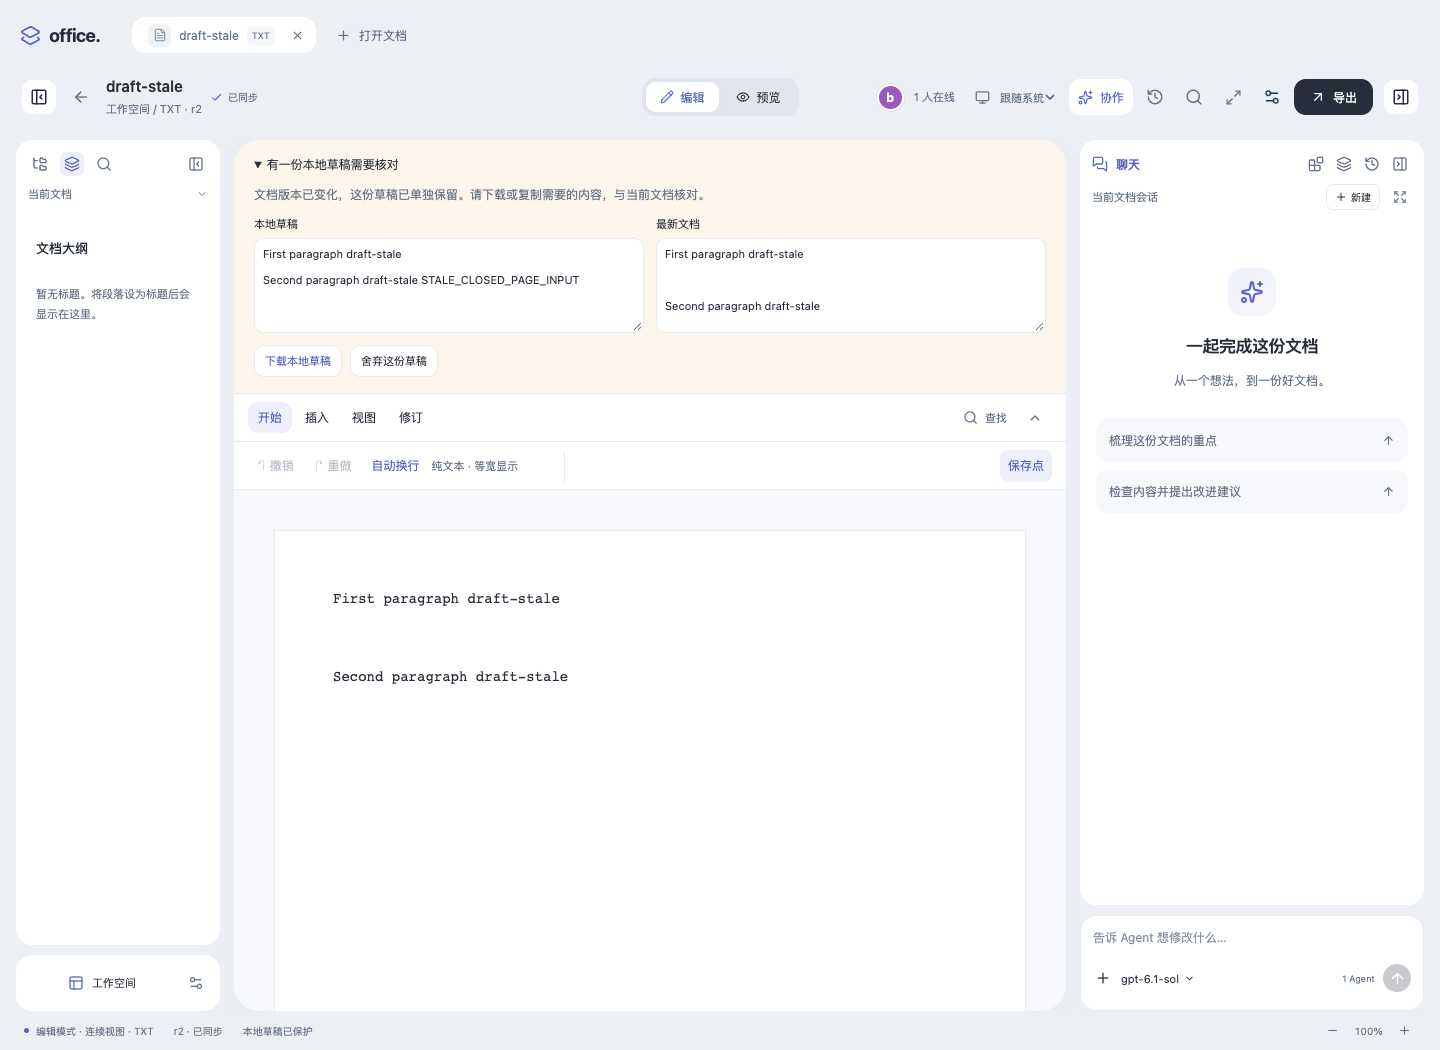 office.
draft-stale TXT
打开文档
draft-stale
工作空间 / TXT · r2
已同步
编辑
预览
b
1 人在线
跟随系统
协作
导出
当前文档
文档大纲
暂无标题。将段落设为标题后会
显示在这里。
工作空间
有一份本地草稿需要核对
文档版本已变化，这份草稿已单独保留。请下载或复制需要的内容，与当前文档核对。
本地草稿
First paragraph draft-stale
Second paragraph draft-stale STALE_CLOSED_PAGE_INPUT
最新文档
First paragraph draft-stale
Second paragraph draft-stale
下载本地草稿
舍弃这份草稿
开始
插入
视图
修订
查找
撤销
重做
自动换行
纯文本 · 等宽显示
保存点
First paragraph draft-stale
Second paragraph draft-stale
聊天
当前文档会话
新建
一起完成这份文档
从一个想法，到一份好文档。
梳理这份文档的重点
检查内容并提出改进建议
告诉 Agent 想修改什么...
gpt-6.1-sol
1 Agent
编辑模式 · 连续视图 · TXT
r2 · 已同步
本地草稿已保护
100%